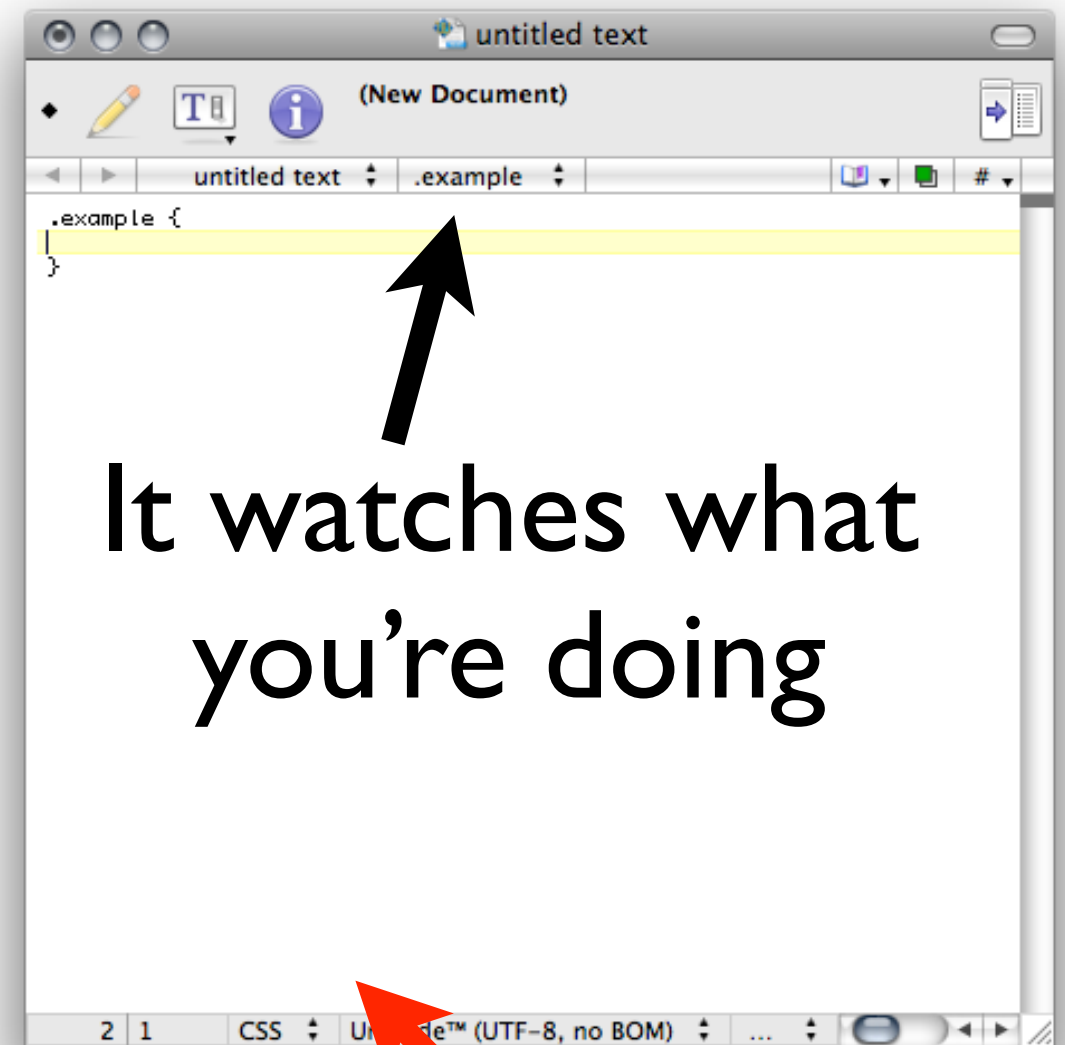 untitled text
(New Document)
untitled text .example #
.example {
}
It watches what
you’re doing
2 1 CSS (UTF-8, no BOM) ...